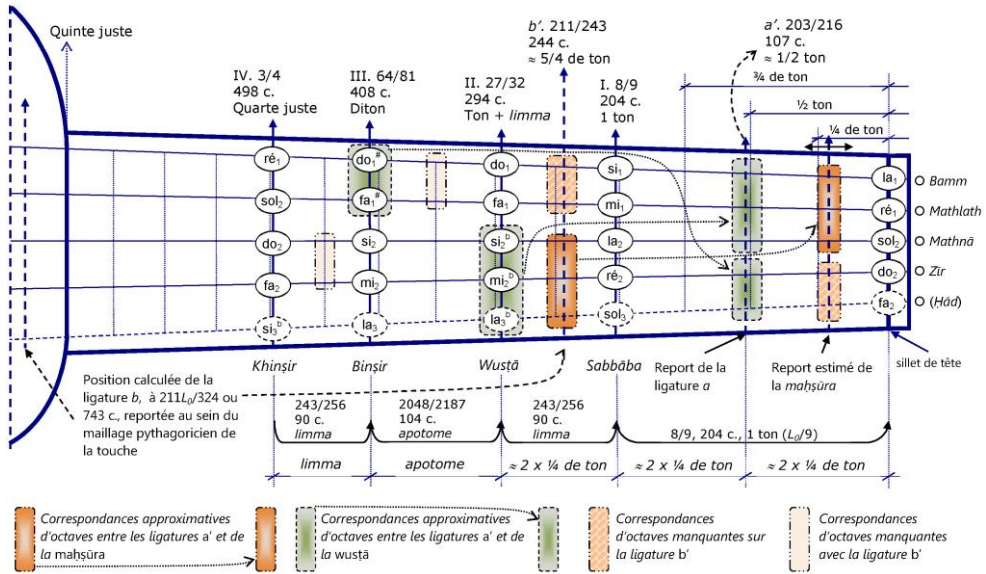 Quinte juste
IV. 3/4
498 c.
Quarte juste
III. 64/81
408 c.
Diton
II. 27/32
294 c.
Ton + limma
b'. 211/243
244 c.
≈ 5/4 de ton
I. 8/9
204 c.
1 ton
a'. 203/216
107 c.
≈ 1/2 ton
¾ de ton
½ ton
¼ de ton
ré₁ do₁# do₁ si₁ la₁ Bamm
sol₂ fa₁# fa₁ mi₁ ré₁ Mathlath
do₂ si₂ si₂ᵇ la₂ sol₂ Mathnā
fa₂ mi₂ mi₂ᵇ ré₂ do₂ Zīr
si₃ᵇ la₃ la₃ᵇ sol₃ fa₂ (Ḥād)
Khinṣir Binṣir Wusṭā Sabbāba
Report de la
ligature a
Report estimé de
la maḥṣūra
sillet de tête
Position calculée de la
ligature b, à 211L₀/324 ou
743 c., reportée au sein du
maillage pythagoricien de
la touche
243/256
90 c.
limma
2048/2187
104 c.
apotome
243/256
90 c.
limma
8/9, 204 c., 1 ton (L₀/9)
limma apotome ≈ 2 x ¼ de ton ≈ 2 x ¼ de ton ≈ 2 x ¼ de ton
Correspondances approximatives
d'octaves entre les ligatures a' et de
la maḥṣūra
Correspondances approximatives
d'octaves entre les ligatures a' et de
la wusṭā
Correspondances
d'octaves manquantes sur
la ligature b'
Correspondances
d'octaves manquantes
avec la ligature b'